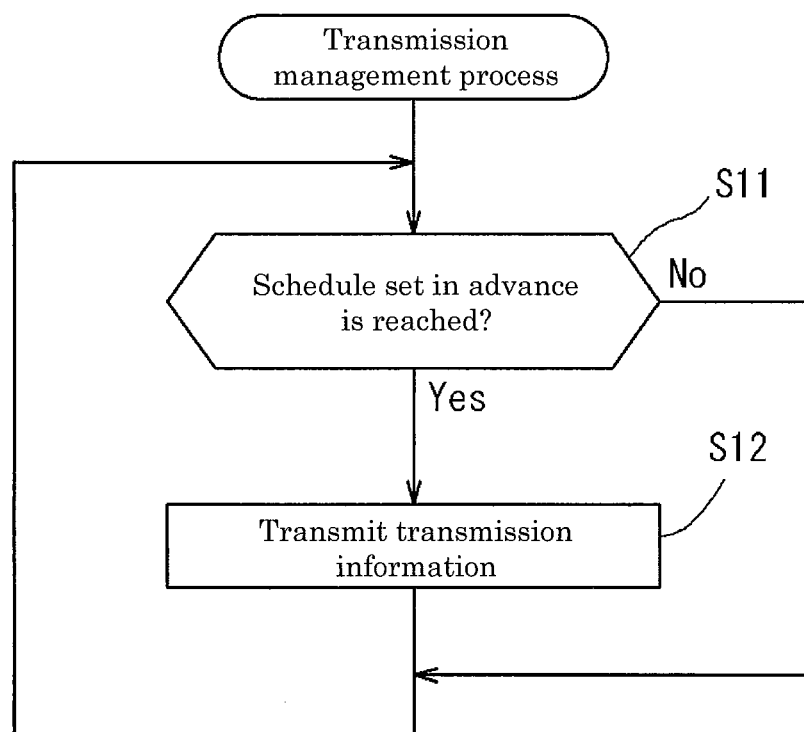 Transmission
management process
S11
Schedule set in advance
is reached?
No
Yes
S12
Transmit transmission
information